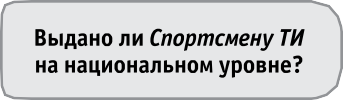 Выдано ли Спортсмену ТИ
на национальном уровне?